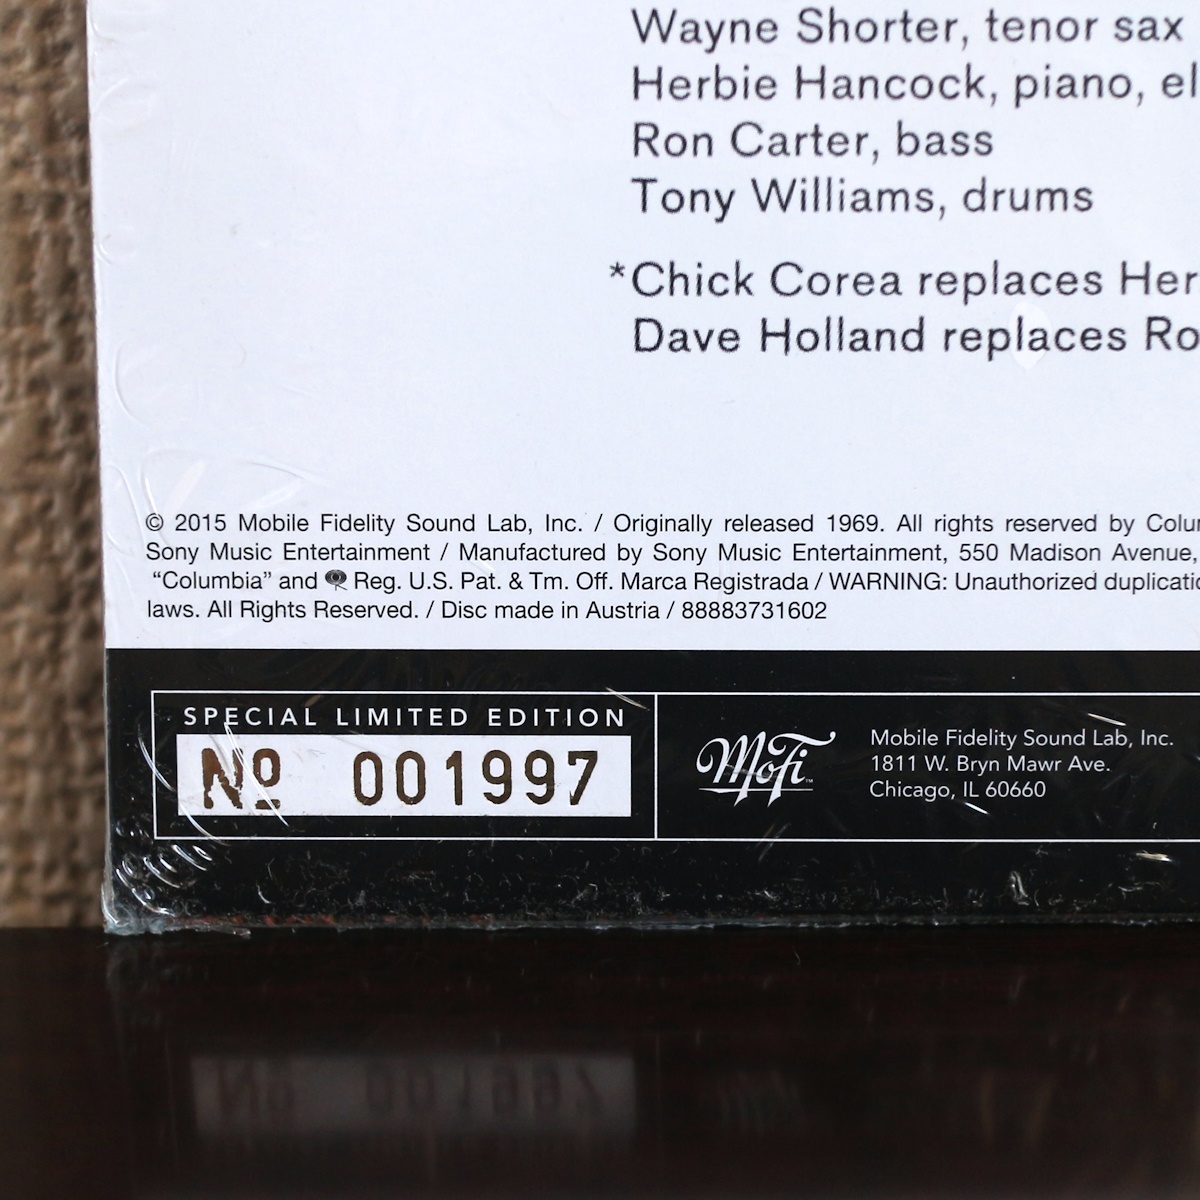 Wayne Shorter, tenor sax
Herbie Hancock, piano, el
Ron Carter, bass
Tony Williams, drums
*Chick Corea replaces Her
Dave Holland replaces Ro
© 2015 Mobile Fidelity Sound Lab, Inc. / Originally released 1969. All rights reserved by Colu
Sony Music Entertainment / Manufactured by Sony Music Entertainment, 550 Madison Avenue,
"Columbia" and Reg. U.S. Pat. & Tm. Off. Marca Registrada / WARNING: Unauthorized duplicatio
laws. All Rights Reserved. / Disc made in Austria / 88883731602
SPECIAL LIMITED EDITION
Nº 001997
MoFi™
Mobile Fidelity Sound Lab, Inc.
1811 W. Bryn Mawr Ave.
Chicago, IL 60660